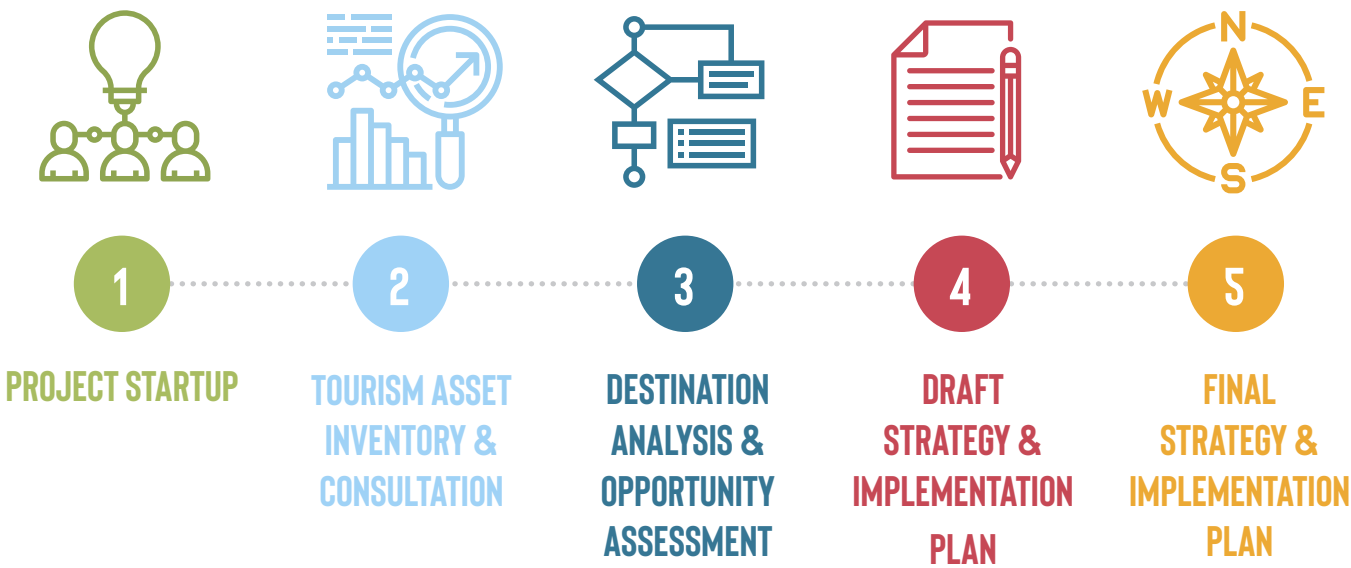 N
W
E
S
1
2
3
4
5
PROJECT STARTUP
TOURISM ASSET
INVENTORY &
CONSULTATION
DESTINATION
ANALYSIS &
OPPORTUNITY
ASSESSMENT
DRAFT
STRATEGY &
IMPLEMENTATION
PLAN
FINAL
STRATEGY &
IMPLEMENTATION
PLAN